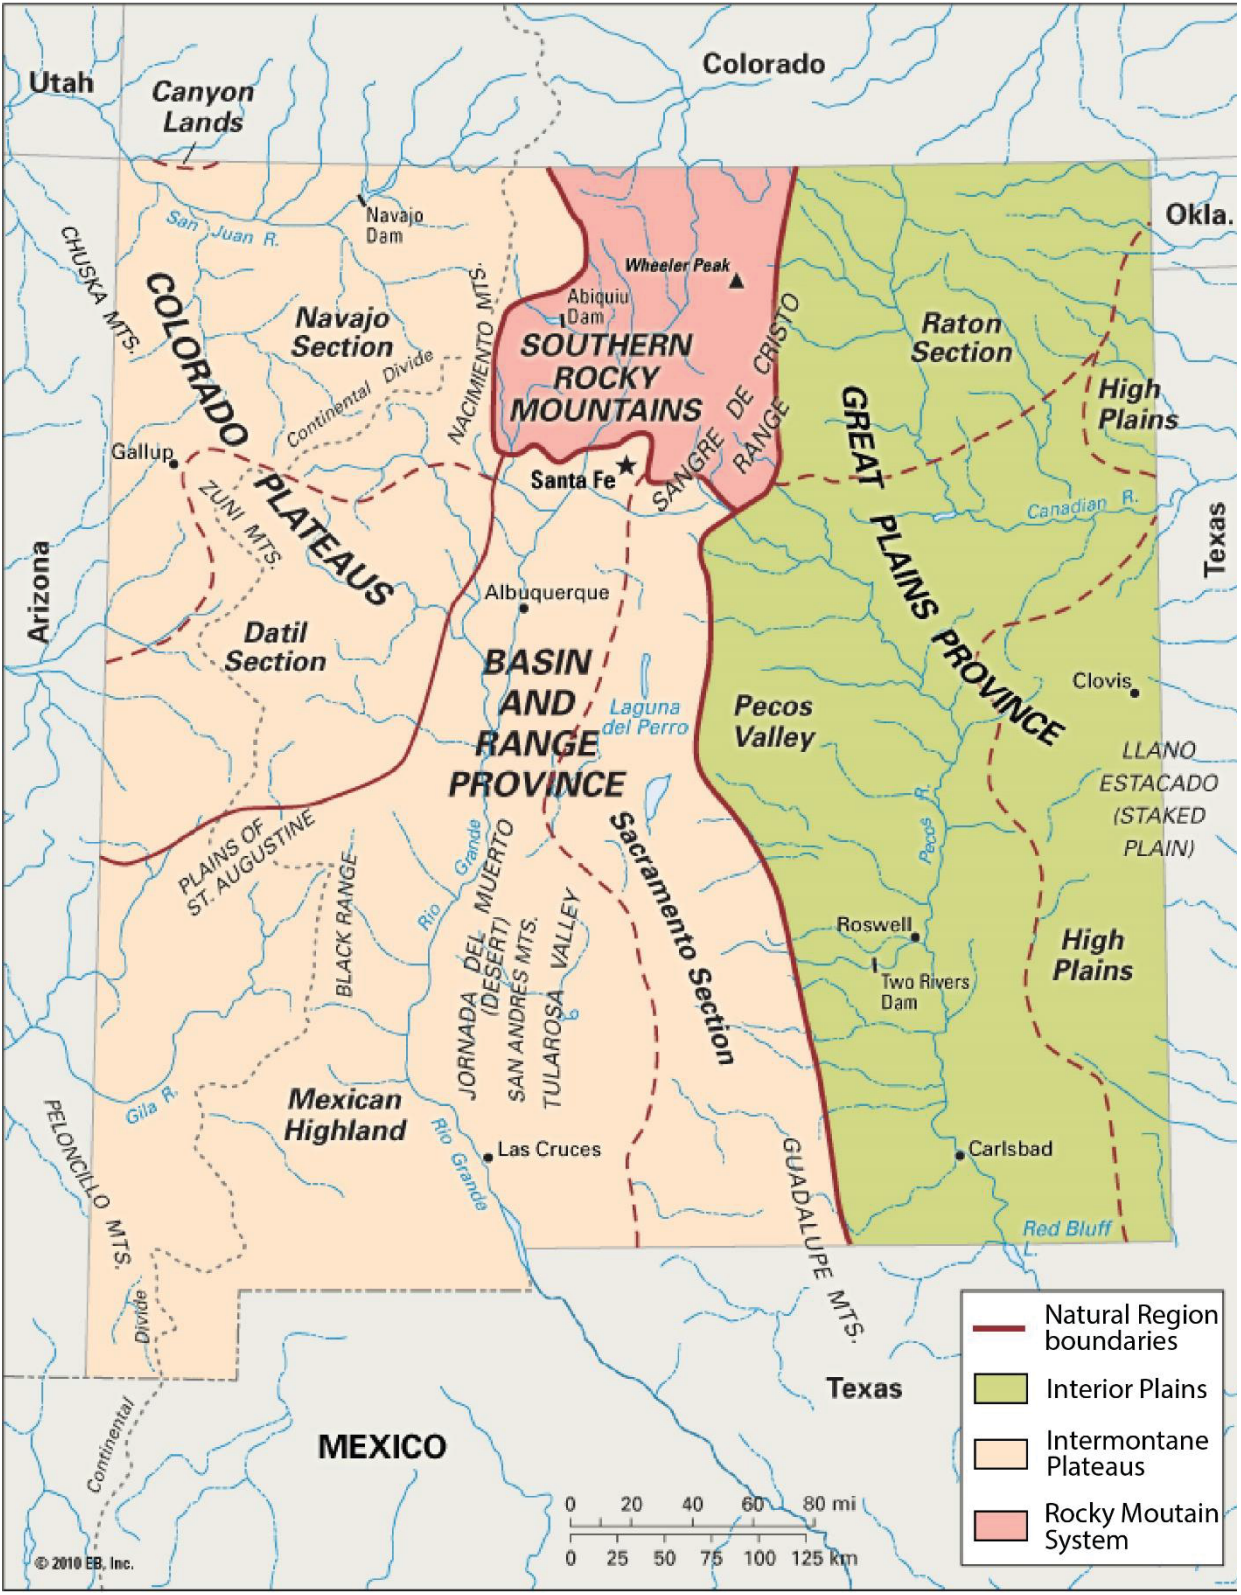 Utah
Colorado
Canyon
Lands
Okla.
Navajo
Dam
San Juan R.
CHUSKA MTS.
COLORADO
PLATEAUS
Navajo
Section
NACIMIENTO MTS.
Wheeler Peak
Abiquiu
Dam
SOUTHERN
ROCKY
MOUNTAINS
SANGRE DE CRISTO
RANGE
Raton
Section
High
Plains
GREAT PLAINS PROVINCE
Continental Divide
Gallup
ZUNI MTS.
Santa Fe
Canadian R.
Texas
Arizona
Albuquerque
Datil
Section
BASIN
AND
RANGE
PROVINCE
Laguna
del Perro
Pecos
Valley
Clovis
LLANO
ESTACADO
(STAKED
PLAIN)
Pecos R.
PLAINS OF
ST. AUGUSTINE
Sacramento Section
Rio Grande
BLACK RANGE
JORNADA DEL MUERTO
(DESERT)
SAN ANDRES MTS.
TULAROSA VALLEY
Roswell
Two Rivers
Dam
High
Plains
Gila R.
Mexican
Highland
PELONCILLO MTS.
Rio Grande
Las Cruces
Carlsbad
GUADALUPE MTS.
Red Bluff
L.
Divide
Continental
MEXICO
Texas
Natural Region
boundaries
Interior Plains
Intermontane
Plateaus
Rocky Moutain
System
0 20 40 60 80 mi
0 25 50 75 100 125 km
© 2010 EB, Inc.